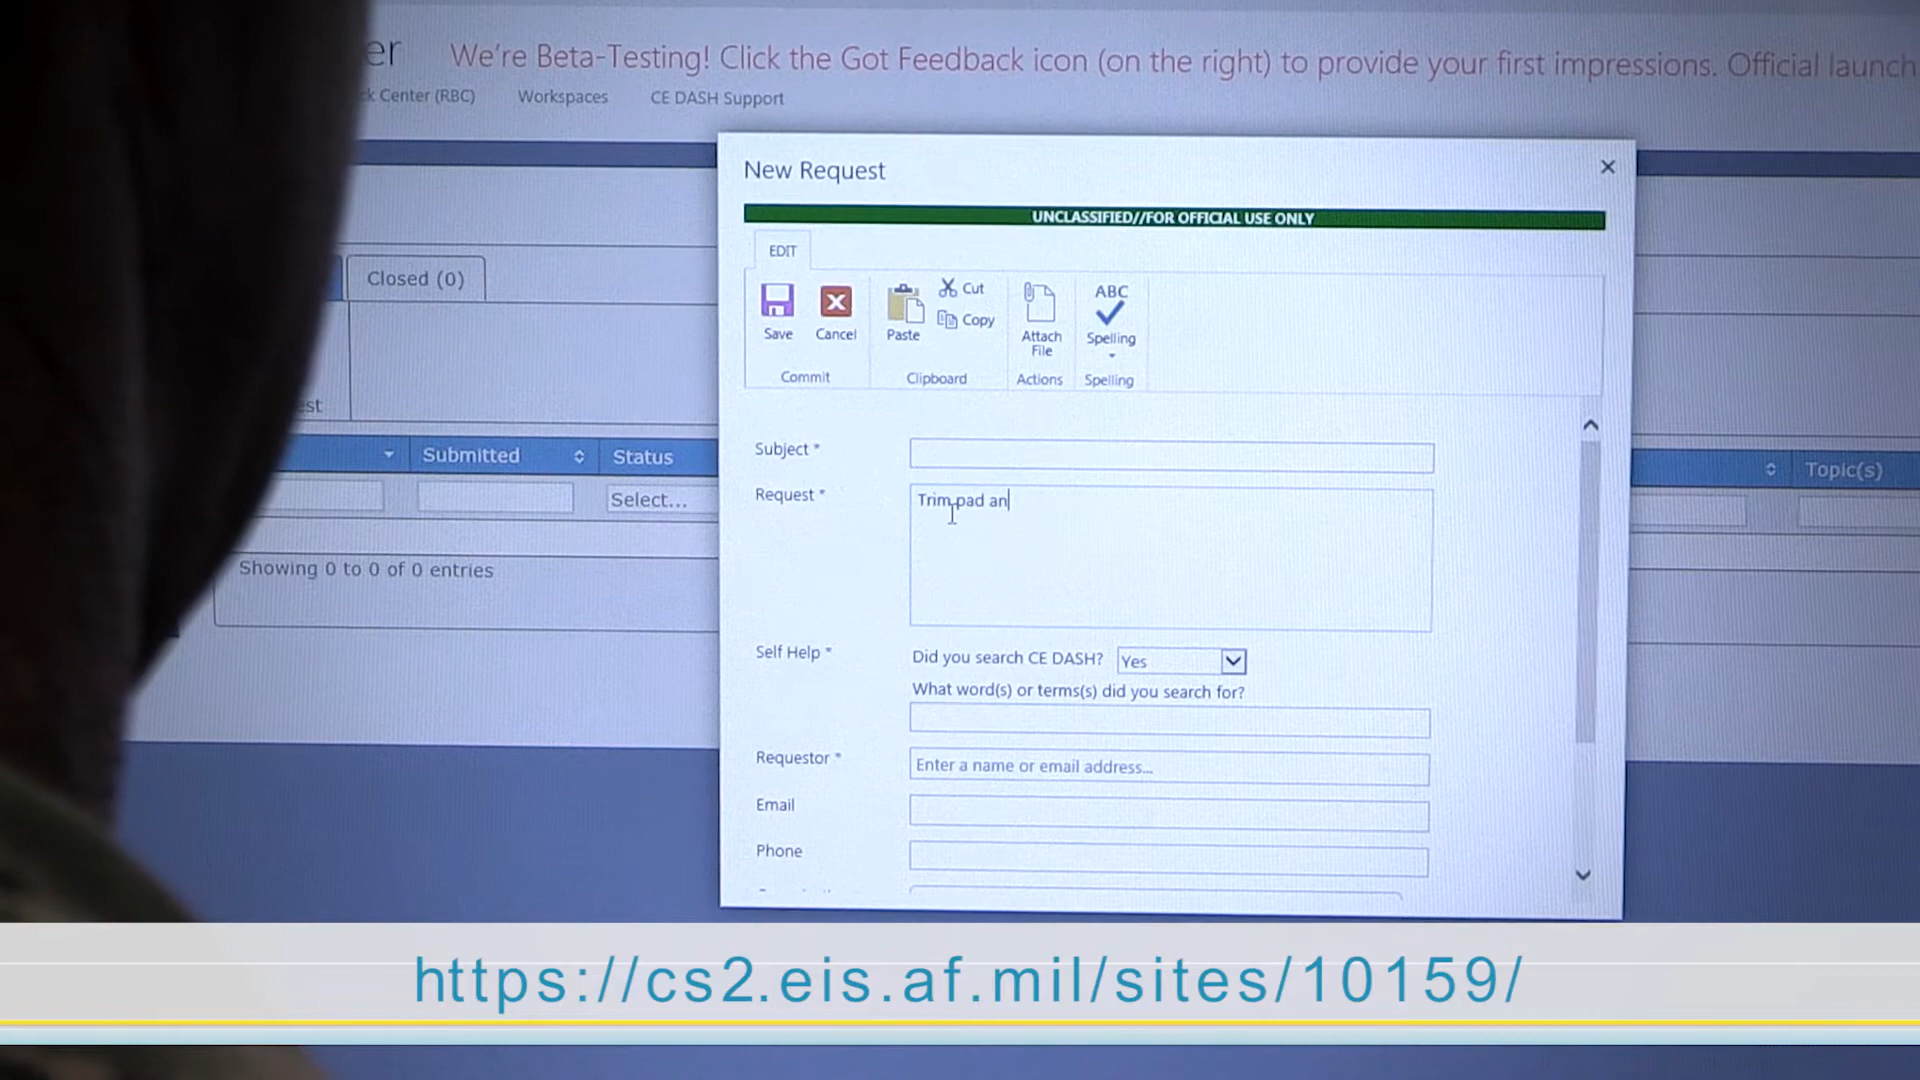 er We're Beta-Testing! Click the Got Feedback icon (on the right) to provide your first impressions. Official launch
k Center (RBC) Workspaces CE DASH Support
New Request
UNCLASSIFIED//FOR OFFICIAL USE ONLY
EDIT
Closed (0)
Save Cancel Paste Cut Copy Attach File ABC Spelling
Commit Clipboard Actions Spelling
est
Subject *
Submitted Status Topic(s)
Request * Trim pad an
Select...
Showing 0 to 0 of 0 entries
Self Help * Did you search CE DASH? Yes
What word(s) or terms(s) did you search for?
Requestor * Enter a name or email address...
Email
Phone
https://cs2.eis.af.mil/sites/10159/